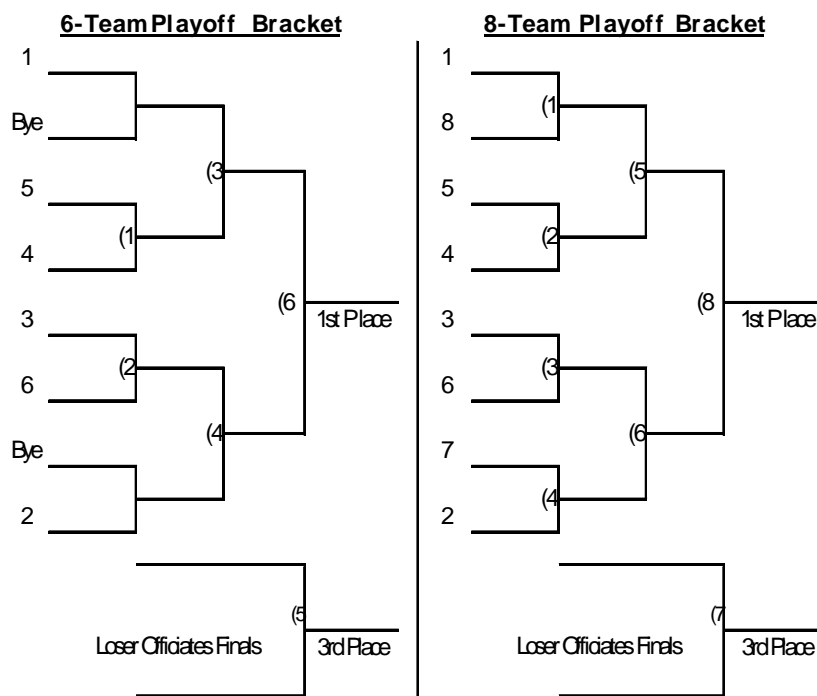 6-Team Playoff Bracket
1
Bye
(3
5
(1
4
(6
1st Place
3
(2
6
(4
Bye
2
(5
Loser Officiates Finals
3rd Place
8-Team Playoff Bracket
1
(1
8
(5
5
(2
4
(8
1st Place
3
(3
6
(6
7
(4
2
(7
Loser Officiates Finals
3rd Place